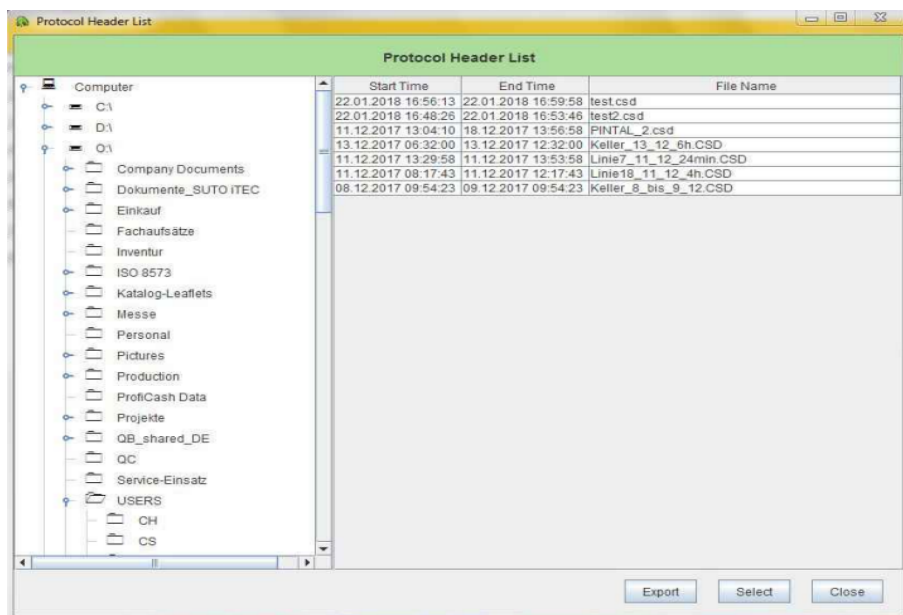 Protocol Header List
Protocol Header List
Computer
C:\
D:\
O:\
Company Documents
Dokumente_SUTO iTEC
Einkauf
Fachaufsätze
Inventur
ISO 8573
Katalog-Leaflets
Messe
Personal
Pictures
Production
ProfiCash Data
Projekte
QB_shared_DE
QC
Service-Einsatz
USERS
CH
CS
Start Time End Time File Name
22.01.2018 16:56:13 22.01.2018 16:59:58 test.csd
22.01.2018 16:48:26 22.01.2018 16:53:46 test2.csd
11.12.2017 13:04:10 18.12.2017 13:56:58 PINTAL_2.csd
13.12.2017 06:32:00 13.12.2017 12:32:00 Keller_13_12_6h.CSD
11.12.2017 13:29:58 11.12.2017 13:53:58 Linie7_11_12_24min.CSD
11.12.2017 08:17:43 11.12.2017 12:17:43 Linie18_11_12_4h.CSD
08.12.2017 09:54:23 09.12.2017 09:54:23 Keller_8_bis_9_12.CSD
Export Select Close